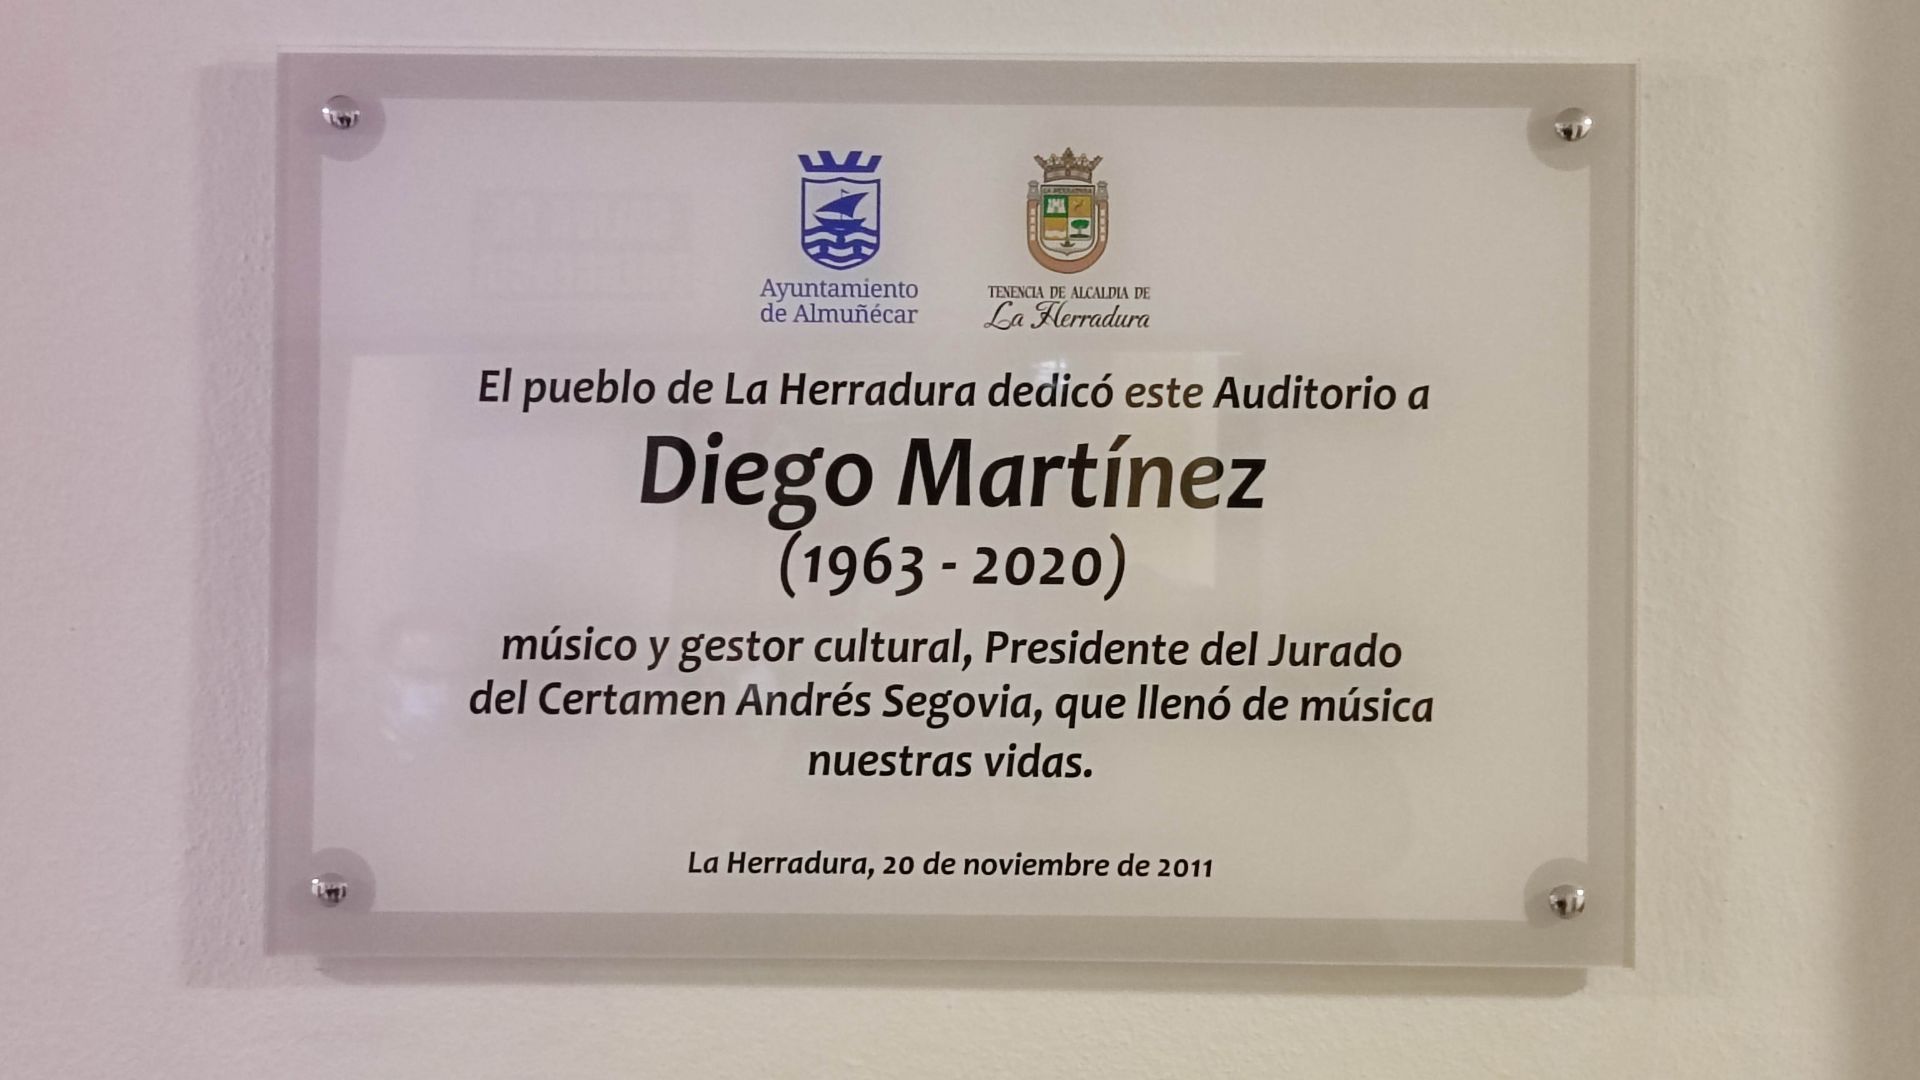 Ayuntamiento
de Almuñécar
LA HERRADURA
TENENCIA DE ALCALDIA DE
La Herradura
El pueblo de La Herradura dedicó este Auditorio a
Diego Martínez
(1963 - 2020)
músico y gestor cultural, Presidente del Jurado
del Certamen Andrés Segovia, que llenó de música
nuestras vidas.
La Herradura, 20 de noviembre de 2011